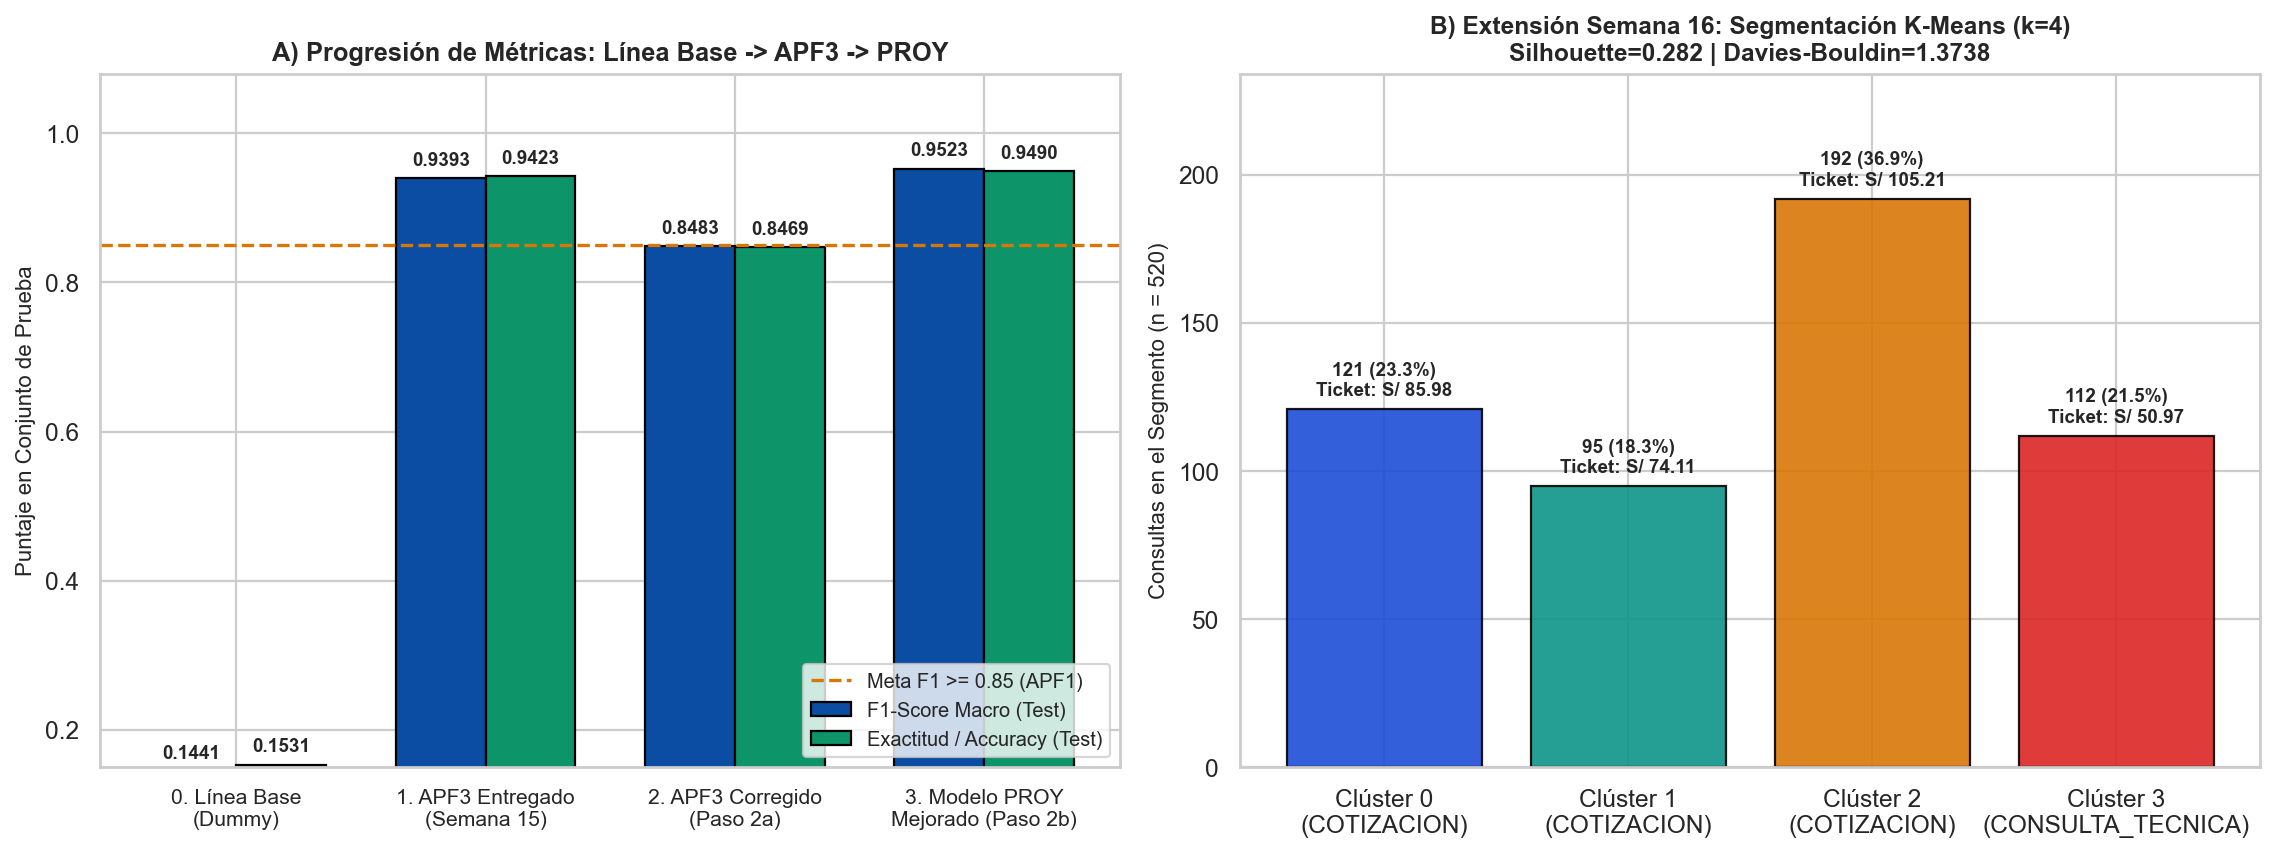 A) Progresión de Métricas: Línea Base -> APF3 -> PROY
Puntaje en Conjunto de Prueba
1.0
0.8
0.6
0.4
0.2
0.1441
0.1531
0.9393
0.9423
0.8483
0.8469
0.9523
0.9490
Meta F1 >= 0.85 (APF1)
F1-Score Macro (Test)
Exactitud / Accuracy (Test)
0. Línea Base
(Dummy)
1. APF3 Entregado
(Semana 15)
2. APF3 Corregido
(Paso 2a)
3. Modelo PROY
Mejorado (Paso 2b)
B) Extensión Semana 16: Segmentación K-Means (k=4)
Silhouette=0.282 | Davies-Bouldin=1.3738
Consultas en el Segmento (n = 520)
200
150
100
50
0
121 (23.3%)
Ticket: S/ 85.98
95 (18.3%)
Ticket: S/ 74.11
192 (36.9%)
Ticket: S/ 105.21
112 (21.5%)
Ticket: S/ 50.97
Clúster 0
(COTIZACION)
Clúster 1
(COTIZACION)
Clúster 2
(COTIZACION)
Clúster 3
(CONSULTA_TECNICA)